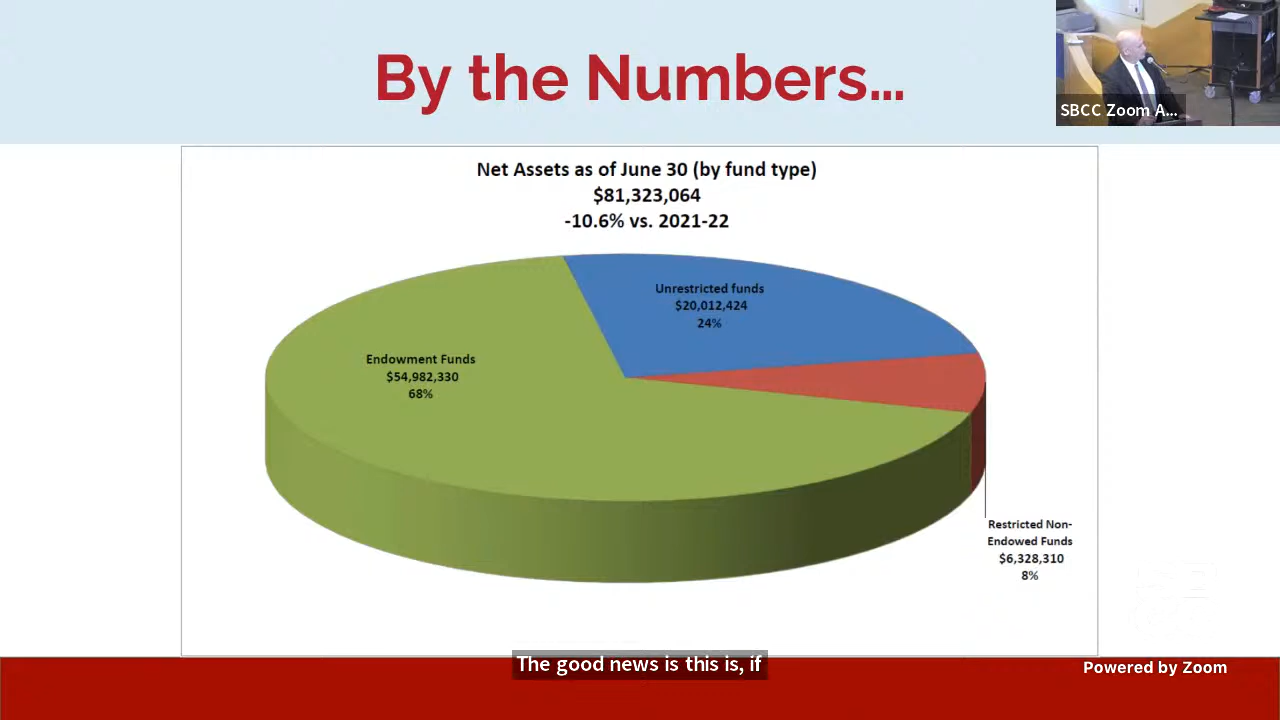 By the Numbers...
SBCC Zoom A...
Net Assets as of June 30 (by fund type)
$81,323,064
-10.6% vs. 2021-22
Unrestricted funds
$20,012,424
24%
Endowment Funds
$54,982,330
68%
Restricted Non-
Endowed Funds
$6,328,310
8%
The good news is this is, if
Powered by Zoom